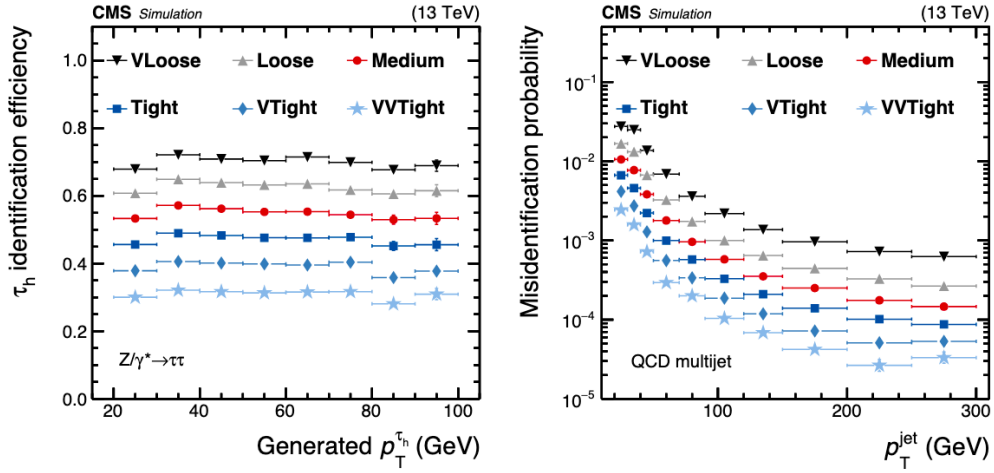 CMS Simulation (13 TeV)
τh identification efficiency
1.0
0.8
0.6
0.4
0.2
0.0
VLoose Loose Medium
Tight VTight VVTight
Z/γ*→ττ
20 40 60 80 100
Generated pTτh (GeV)
CMS Simulation (13 TeV)
Misidentification probability
10−1
10−2
10−3
10−4
10−5
VLoose Loose Medium
Tight VTight VVTight
QCD multijet
100 200 300
pTjet (GeV)